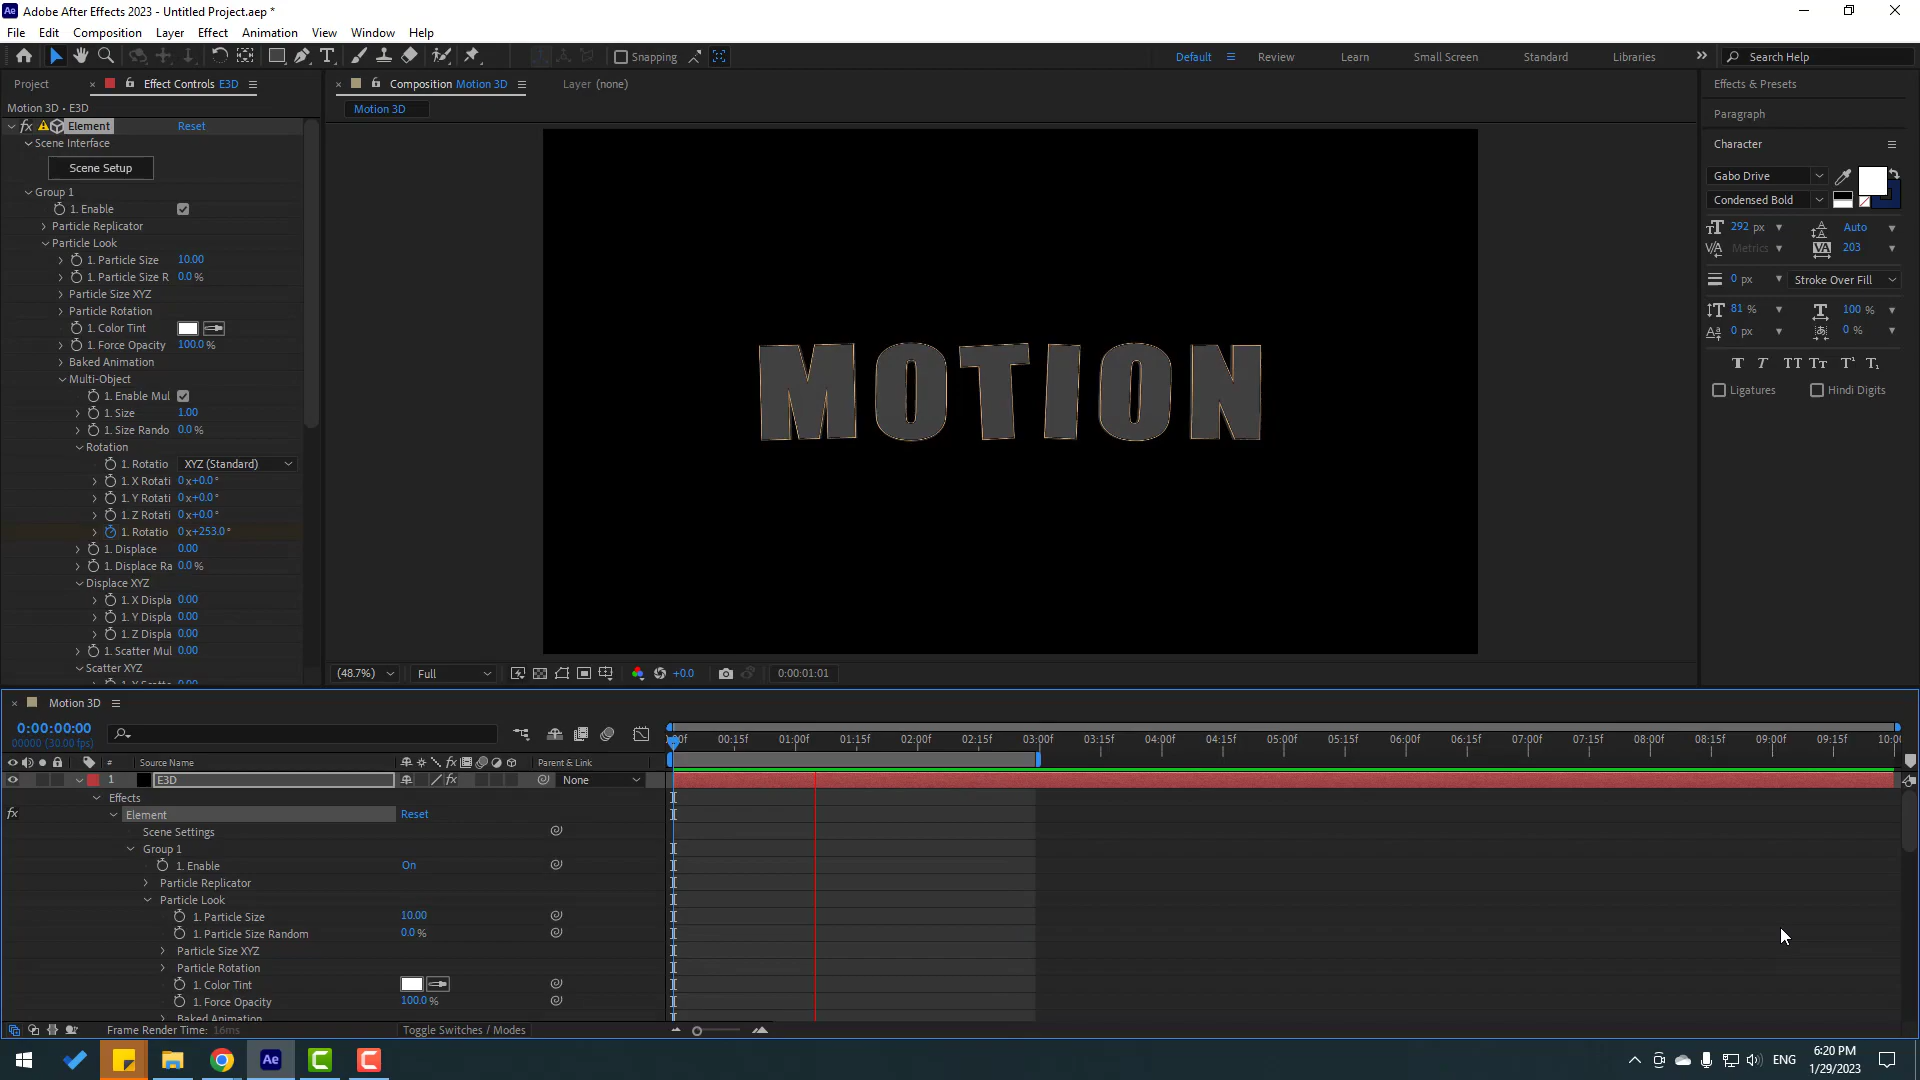 Adobe After Effects 2023 - Untitled Project.aep *
File Edit Composition Layer Effect Animation View Window Help
Snapping Default Review Learn Small Screen Standard Libraries Search Help
Project Effect Controls E3D Composition Motion 3D Layer (none) Effects & Presets
Motion 3D - E3D Motion 3D Paragraph
Element Reset
Scene Interface Character
Scene Setup
Gabo Drive
Group 1 Condensed Bold
1. Enable
Particle Replicator 292 px Auto
Particle Look Metrics 203
1. Particle Size 10.00
1. Particle Size R 0.0 % 0 px Stroke Over Fill
Particle Size XYZ
Particle Rotation 81 % 100 %
1. Color Tint 0 px 0 %
1. Force Opacity 100.0 %
Baked Animation
Multi-Object Ligatures Hindi Digits
1. Enable Mul
1. Size 1.00
1. Size Rando 0.0 %
Rotation
1. Rotatio XYZ (Standard)
1. X Rotati 0 x+0.0 °
1. Y Rotati 0 x+0.0 °
1. Z Rotati 0 x+0.0 °
1. Rotatio 0 x+253.0 °
1. Displace 0.00
1. Displace Ra 0.0 %
Displace XYZ
1. X Displa 0.00
1. Y Displa 0.00
1. Z Displa 0.00
1. Scatter Mul 0.00
Scatter XYZ
MOTION
(48.7%) Full +0.0 0:00:01:01
Motion 3D
0:00:00:00
00000 (30.00 fps)
00:15f 01:00f 01:15f 02:00f 02:15f 03:00f 03:15f 04:00f 04:15f 05:00f 05:15f 06:00f 06:15f 07:00f 07:15f 08:00f 08:15f 09:00f 09:15f
# Source Name Parent & Link
1 E3D None
Effects
Element Reset
Scene Settings
Group 1
1. Enable On
Particle Replicator
Particle Look
1. Particle Size 10.00
1. Particle Size Random 0.0 %
Particle Size XYZ
Particle Rotation
1. Color Tint
1. Force Opacity 100.0 %
Baked Animation
Frame Render Time: 16ms Toggle Switches / Modes
ENG 6:20 PM
1/29/2023